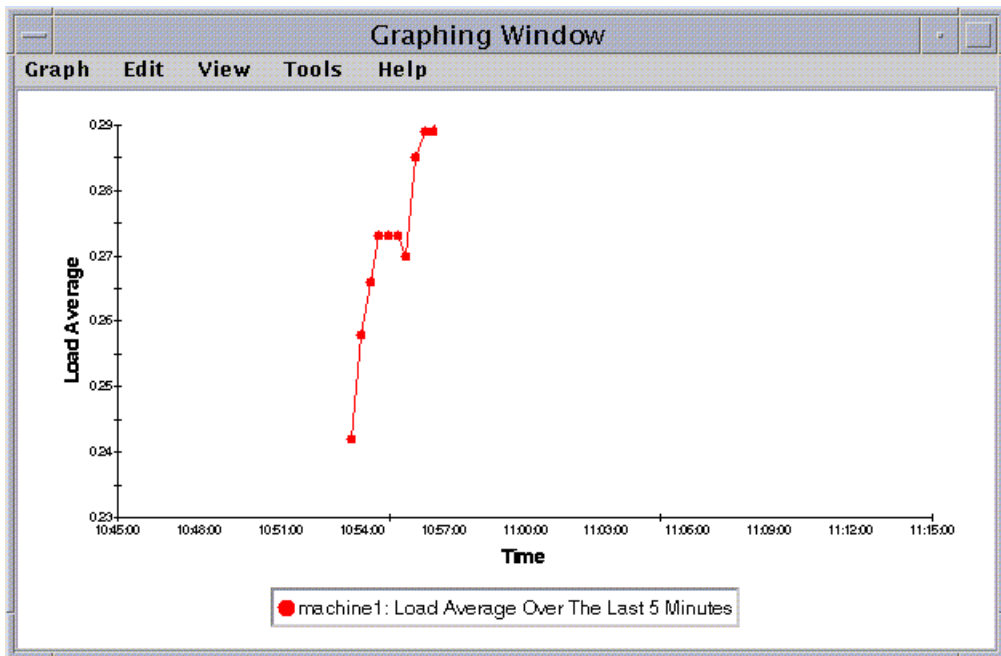 Graphing Window
Graph Edit View Tools Help
0.29
0.28
0.27
0.26
0.25
0.24
0.23
Load Average
10:45:00 10:48:00 10:51:00 10:54:00 10:57:00 11:00:00 11:03:00 11:06:00 11:09:00 11:12:00 11:15:00
Time
machine1: Load Average Over The Last 5 Minutes